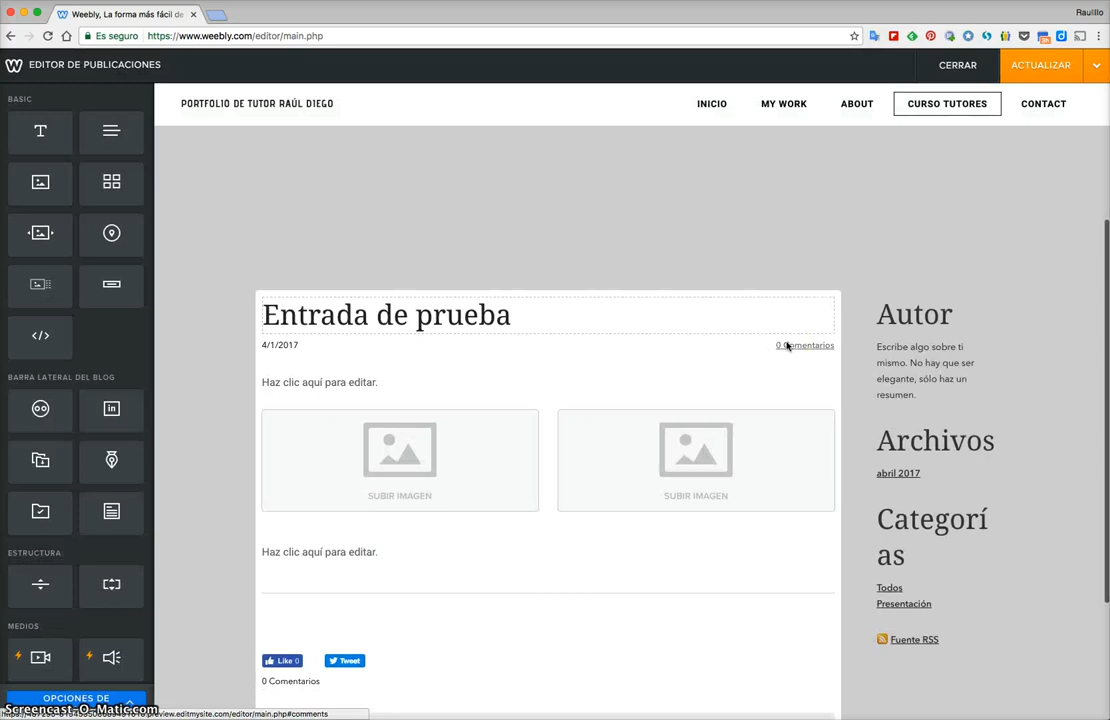 Weebly, La forma más fácil de
Raulillo
Es seguro
https://www.weebly.com/editor/main.php
EDITOR DE PUBLICACIONES
CERRAR
ACTUALIZAR
BASIC
BARRA LATERAL DEL BLOG
ESTRUCTURA
MEDIOS
OPCIONES DE
PORTFOLIO DE TUTOR RAÚL DIEGO
INICIO
MY WORK
ABOUT
CURSO TUTORES
CONTACT
Entrada de prueba
4/1/2017
0 Comentarios
Haz clic aquí para editar.
SUBIR IMAGEN
SUBIR IMAGEN
Haz clic aquí para editar.
Like 0
Tweet
0 Comentarios
Autor
Escribe algo sobre ti
mismo. No hay que ser
elegante, sólo haz un
resumen.
Archivos
abril 2017
Categorí
as
Todos
Presentación
Fuente RSS
Screencast-O-Matic.com